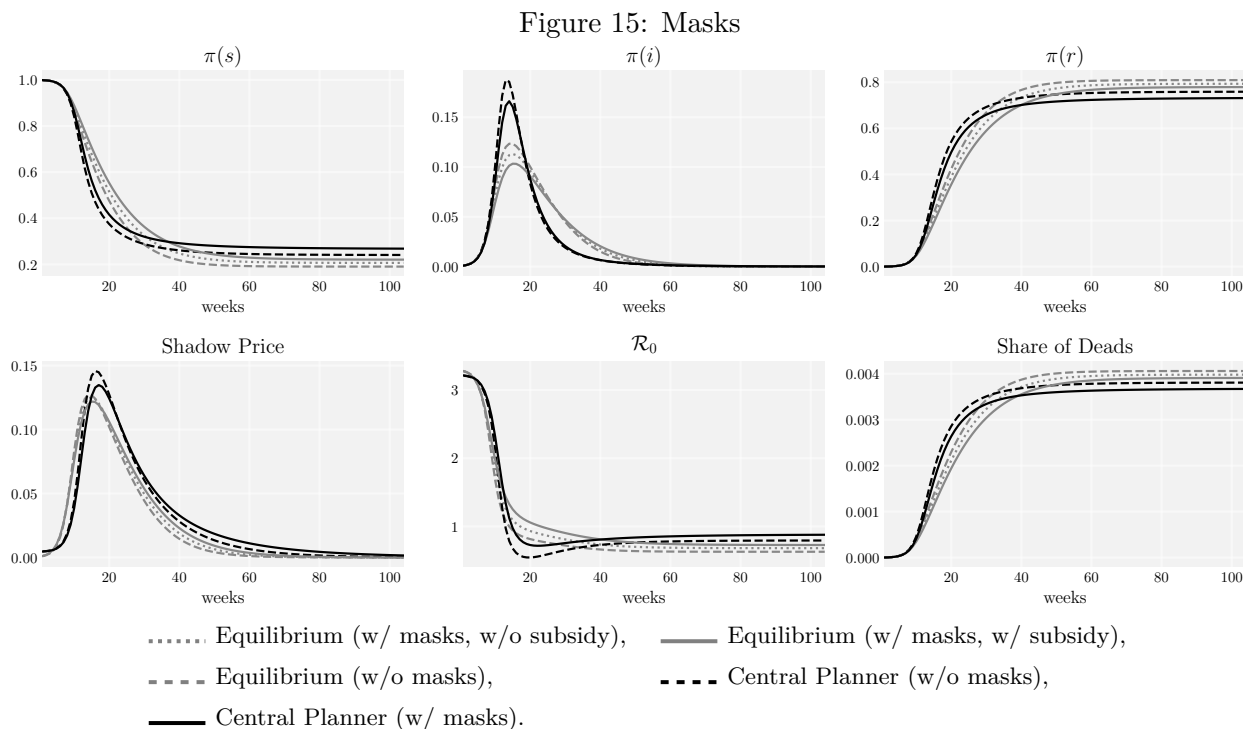 Figure 15: Masks
π(s)
π(i)
π(r)
1.0
0.8
0.6
0.4
0.2
20 40 60 80 100
weeks
0.15
0.10
0.05
0.00
20 40 60 80 100
weeks
0.8
0.6
0.4
0.2
0.0
20 40 60 80 100
weeks
Shadow Price
0.15
0.10
0.05
0.00
20 40 60 80 100
weeks
ℛ₀
3
2
1
20 40 60 80 100
weeks
Share of Deads
0.004
0.003
0.002
0.001
0.000
20 40 60 80 100
weeks
Equilibrium (w/ masks, w/o subsidy),
Equilibrium (w/ masks, w/ subsidy),
Equilibrium (w/o masks),
Central Planner (w/o masks),
Central Planner (w/ masks).